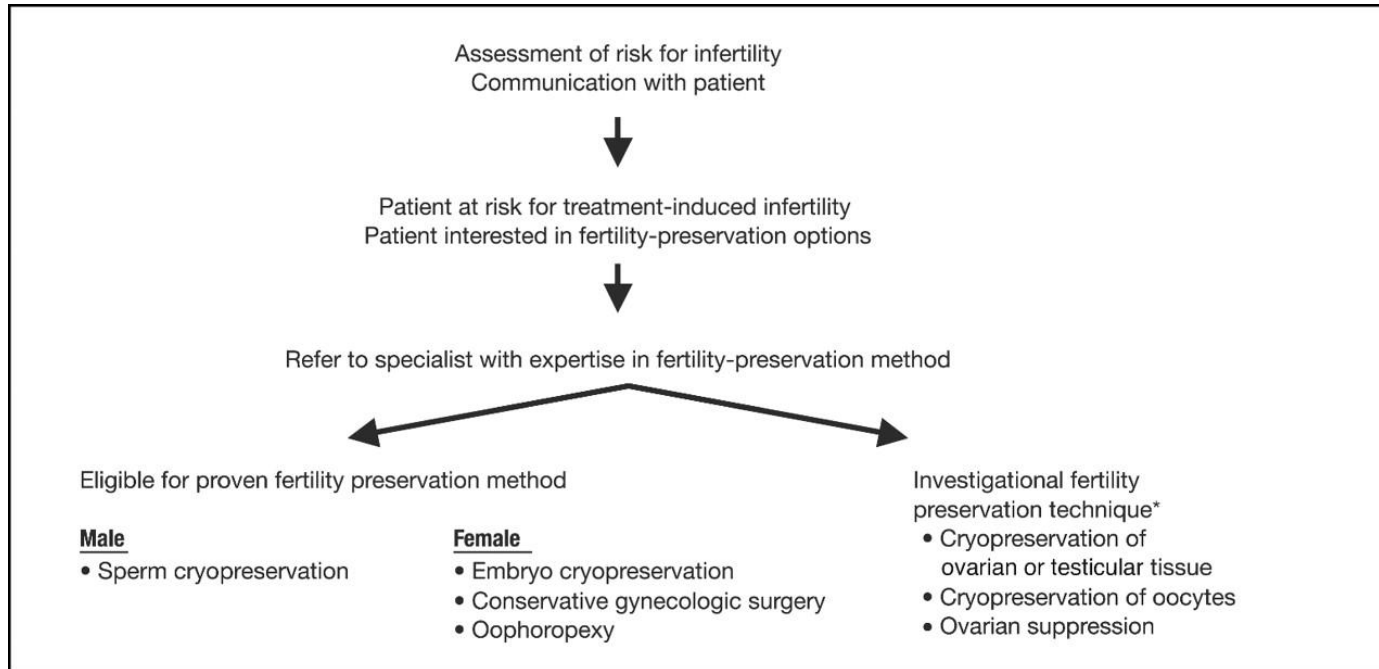 Assessment of risk for infertility
Communication with patient
Patient at risk for treatment-induced infertility
Patient interested in fertility-preservation options
Refer to specialist with expertise in fertility-preservation method
Eligible for proven fertility preservation method
Male
• Sperm cryopreservation
Female
• Embryo cryopreservation
• Conservative gynecologic surgery
• Oophoropexy
Investigational fertility
preservation technique*
• Cryopreservation of
ovarian or testicular tissue
• Cryopreservation of oocytes
• Ovarian suppression